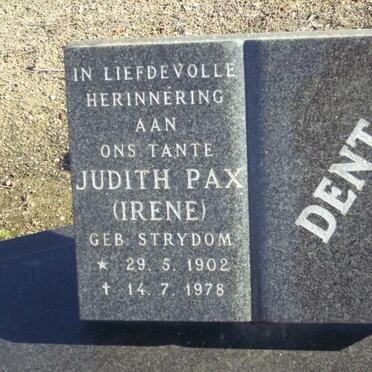 IN LIEFDEVOLLE
HERINNERING
AAN
ONS TANTE
JUDITH PAX
(IRENE)
GEB. STRYDOM
* 29. 5. 1902
† 14. 7. 1978
DENT